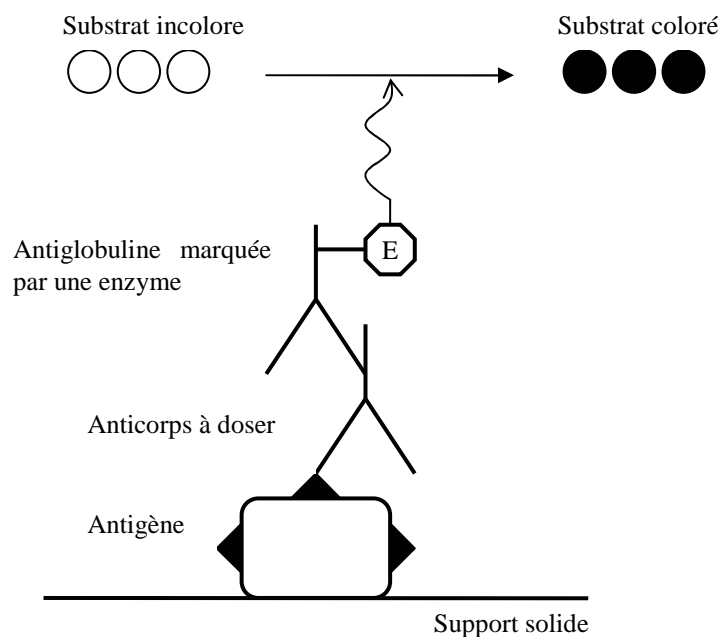 Substrat incolore
Substrat coloré
E
Antiglobuline marquée
par une enzyme
Anticorps à doser
Antigène
Support solide